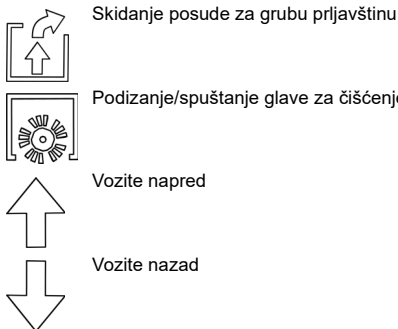 Skidanje posude za grubu prljavštinu
Podizanje/spuštanje glave za čišćenje
Vozite napred
Vozite nazad